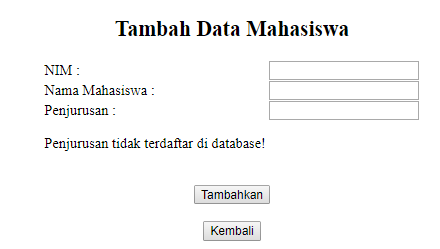 Tambah Data Mahasiswa
NIM :
Nama Mahasiswa :
Penjurusan :
Penjurusan tidak terdaftar di database!
Tambahkan
Kembali